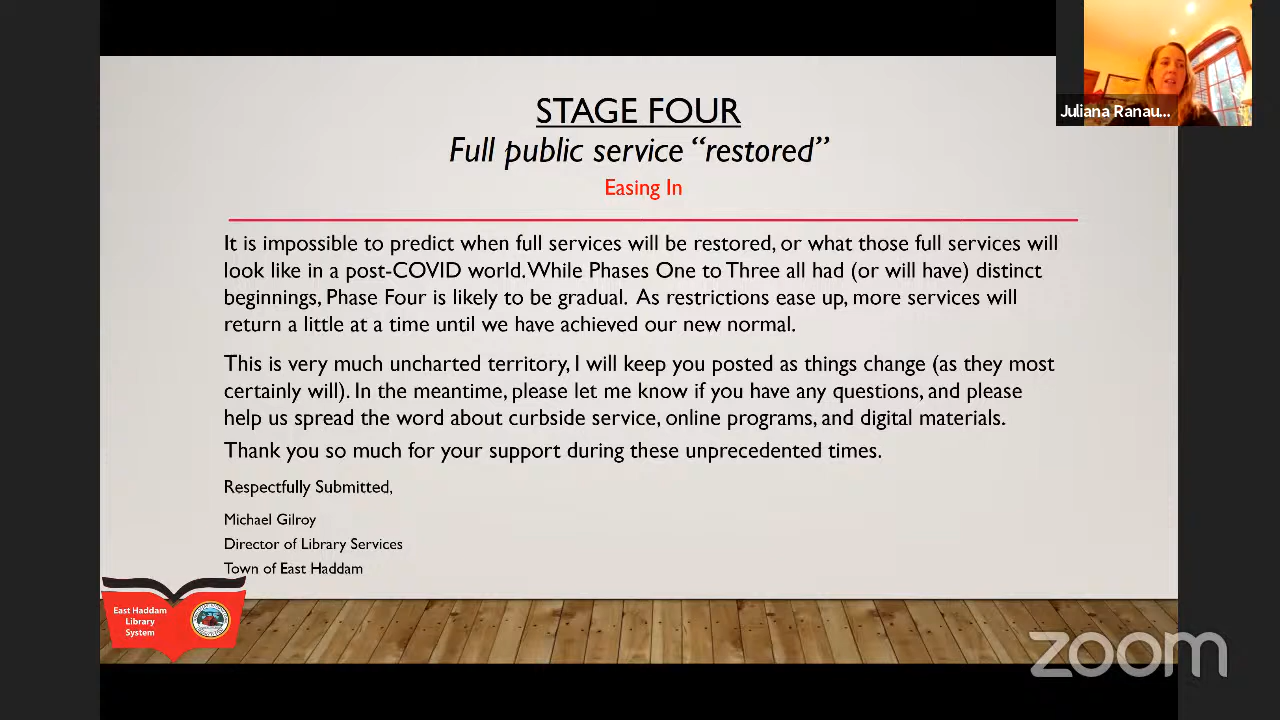 STAGE FOUR
Full public service “restored”
Easing In
It is impossible to predict when full services will be restored, or what those full services will
look like in a post-COVID world. While Phases One to Three all had (or will have) distinct
beginnings, Phase Four is likely to be gradual. As restrictions ease up, more services will
return a little at a time until we have achieved our new normal.
This is very much uncharted territory, I will keep you posted as things change (as they most
certainly will). In the meantime, please let me know if you have any questions, and please
help us spread the word about curbside service, online programs, and digital materials.
Thank you so much for your support during these unprecedented times.
Respectfully Submitted,
Michael Gilroy
Director of Library Services
Town of East Haddam
East Haddam
Library
System
Juliana Ranau...
zoom